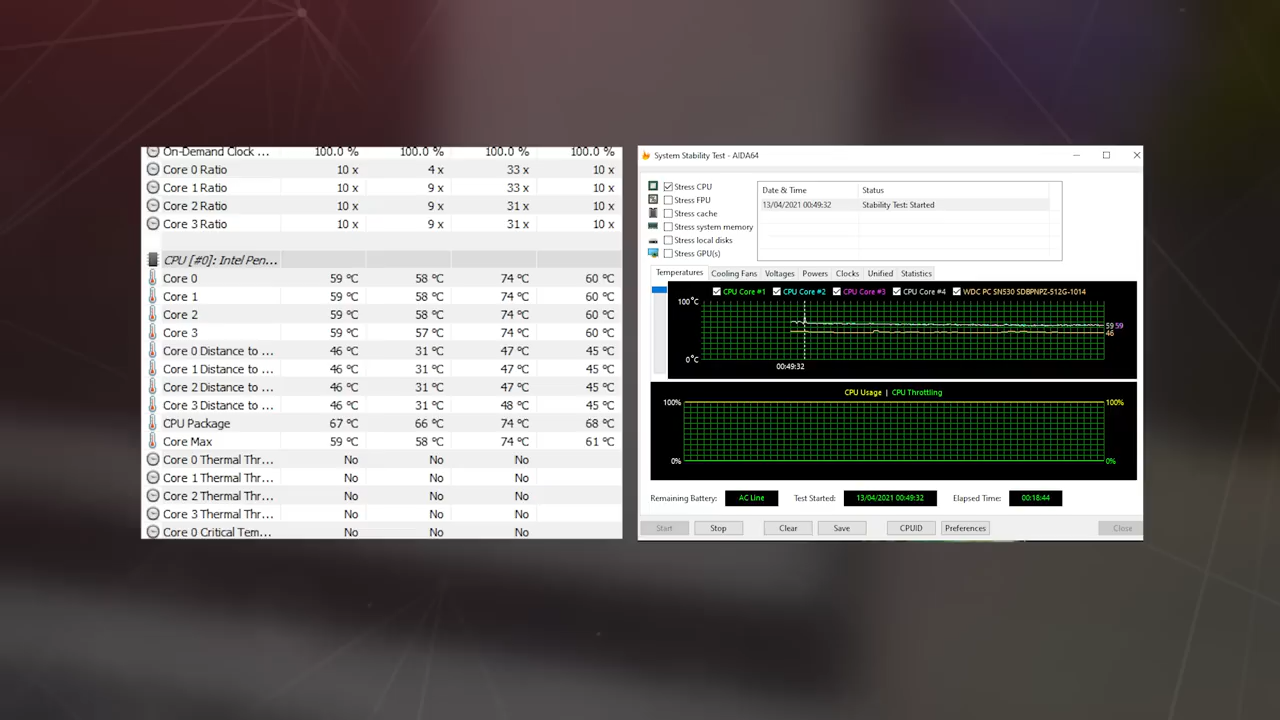 On-Demand Clock ... 100.0 % 100.0 % 100.0 % 100.0 %
Core 0 Ratio 10 x 4 x 33 x 10 x
Core 1 Ratio 10 x 9 x 33 x 10 x
Core 2 Ratio 10 x 9 x 31 x 10 x
Core 3 Ratio 10 x 9 x 31 x 10 x
CPU [#0]: Intel Pen...
Core 0 59 °C 58 °C 74 °C 60 °C
Core 1 59 °C 58 °C 74 °C 60 °C
Core 2 59 °C 58 °C 74 °C 60 °C
Core 3 59 °C 57 °C 74 °C 60 °C
Core 0 Distance to ... 46 °C 31 °C 47 °C 45 °C
Core 1 Distance to ... 46 °C 31 °C 47 °C 45 °C
Core 2 Distance to ... 46 °C 31 °C 47 °C 45 °C
Core 3 Distance to ... 46 °C 31 °C 48 °C 45 °C
CPU Package 67 °C 66 °C 74 °C 68 °C
Core Max 59 °C 58 °C 74 °C 61 °C
Core 0 Thermal Thr... No No No
Core 1 Thermal Thr... No No No
Core 2 Thermal Thr... No No No
Core 3 Thermal Thr... No No No
Core 0 Critical Tem... No No No
System Stability Test - AIDA64
Stress CPU
Stress FPU
Stress cache
Stress system memory
Stress local disks
Stress GPU(s)
Date & Time Status
13/04/2021 00:49:32 Stability Test: Started
Temperatures Cooling Fans Voltages Powers Clocks Unified Statistics
CPU Core #1 CPU Core #2 CPU Core #3 CPU Core #4 WDC PC SN530 SDBPNPZ-512G-1014
100°C
59 59
46
0°C
00:49:32
CPU Usage | CPU Throttling
100% 100%
0% 0%
Remaining Battery: AC Line Test Started: 13/04/2021 00:49:32 Elapsed Time: 00:18:44
Start Stop Clear Save CPUID Preferences Close